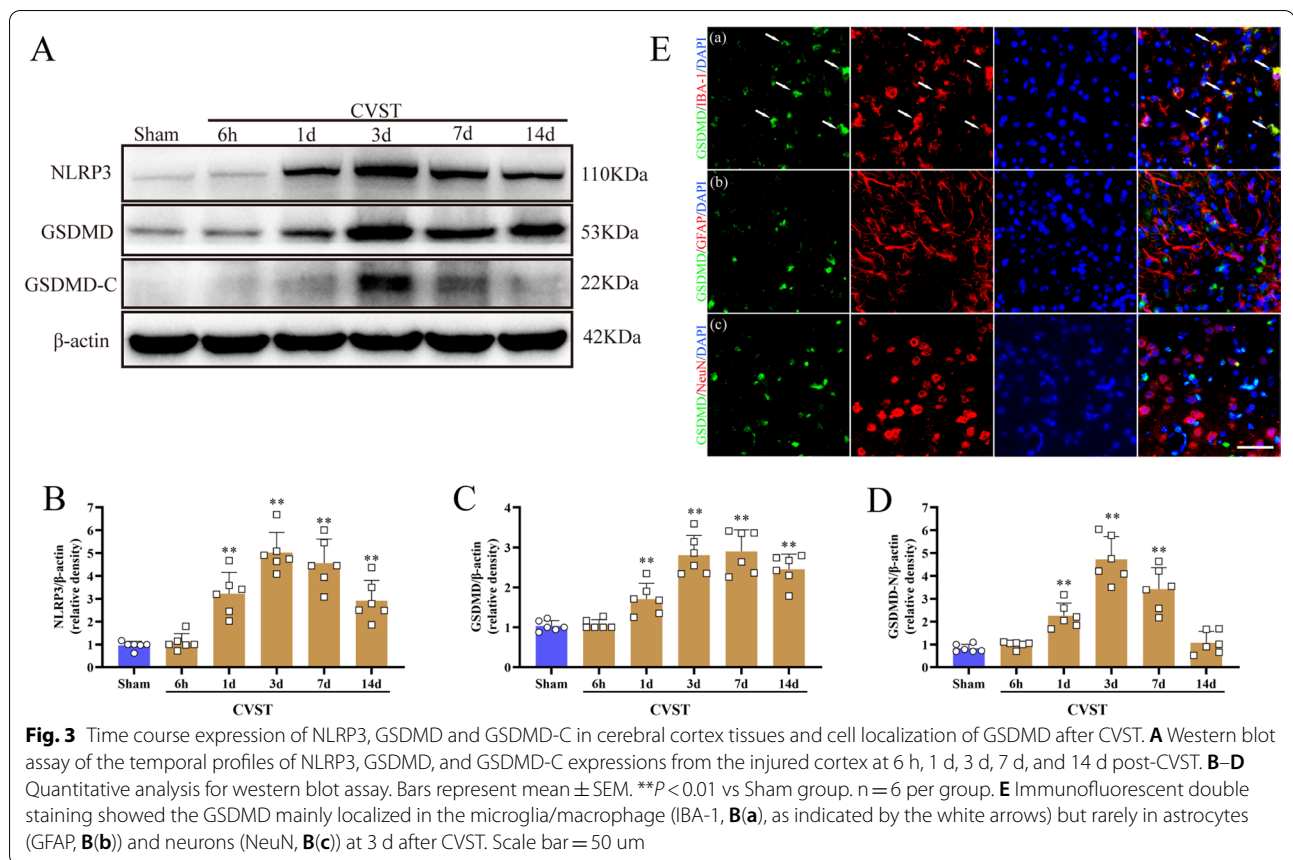 A
CVST
Sham 6h 1d 3d 7d 14d
NLRP3 110KDa
GSDMD 53KDa
GSDMD-C 22KDa
β-actin 42KDa
E
(a)
GSDMD/IBA-1/DAPI
(b)
GSDMD/GFAP/DAPI
(c)
GSDMD/NeuN/DAPI
B
NLRP3/β-actin
(relative density)
7
6
5
4
3
2
1
0
** ** ** **
Sham 6h 1d 3d 7d 14d
CVST
C
GSDMD/β-actin
(relative density)
4
3
2
1
0
** ** ** **
Sham 6h 1d 3d 7d 14d
CVST
D
GSDMD-N/β-actin
(relative density)
7
6
5
4
3
2
1
0
** ** **
Sham 6h 1d 3d 7d 14d
CVST
Fig. 3 Time course expression of NLRP3, GSDMD and GSDMD-C in cerebral cortex tissues and cell localization of GSDMD after CVST. A Western blot
assay of the temporal profiles of NLRP3, GSDMD, and GSDMD-C expressions from the injured cortex at 6 h, 1 d, 3 d, 7 d, and 14 d post-CVST. B–D
Quantitative analysis for western blot assay. Bars represent mean ± SEM. **P < 0.01 vs Sham group. n = 6 per group. E Immunofluorescent double
staining showed the GSDMD mainly localized in the microglia/macrophage (IBA-1, B(a), as indicated by the white arrows) but rarely in astrocytes
(GFAP, B(b)) and neurons (NeuN, B(c)) at 3 d after CVST. Scale bar = 50 um